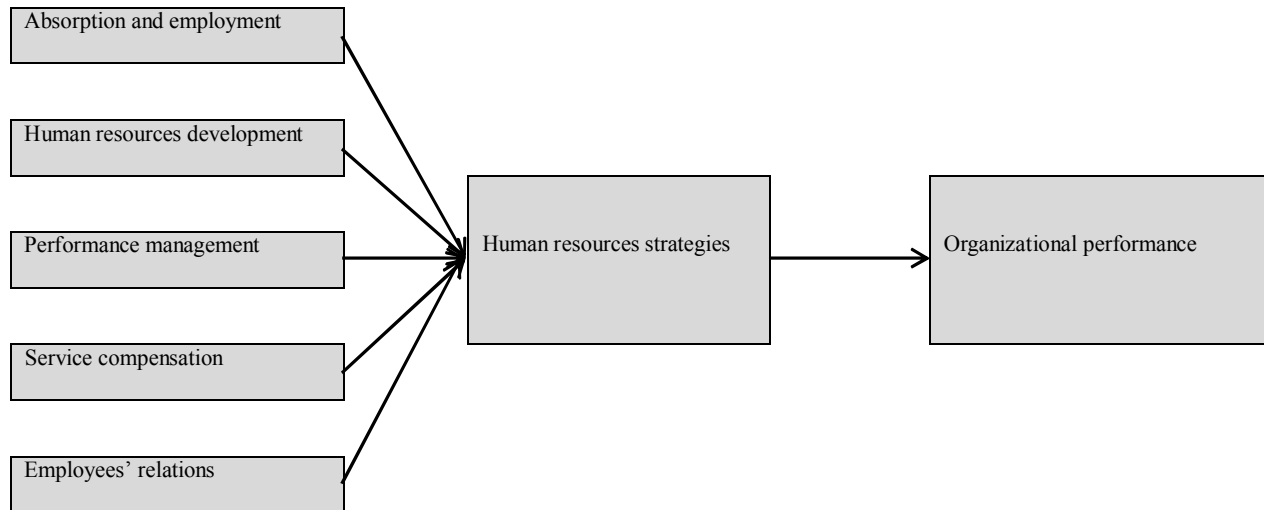 Absorption and employment
Human resources development
Performance management
Service compensation
Employees’ relations
Human resources strategies
Organizational performance